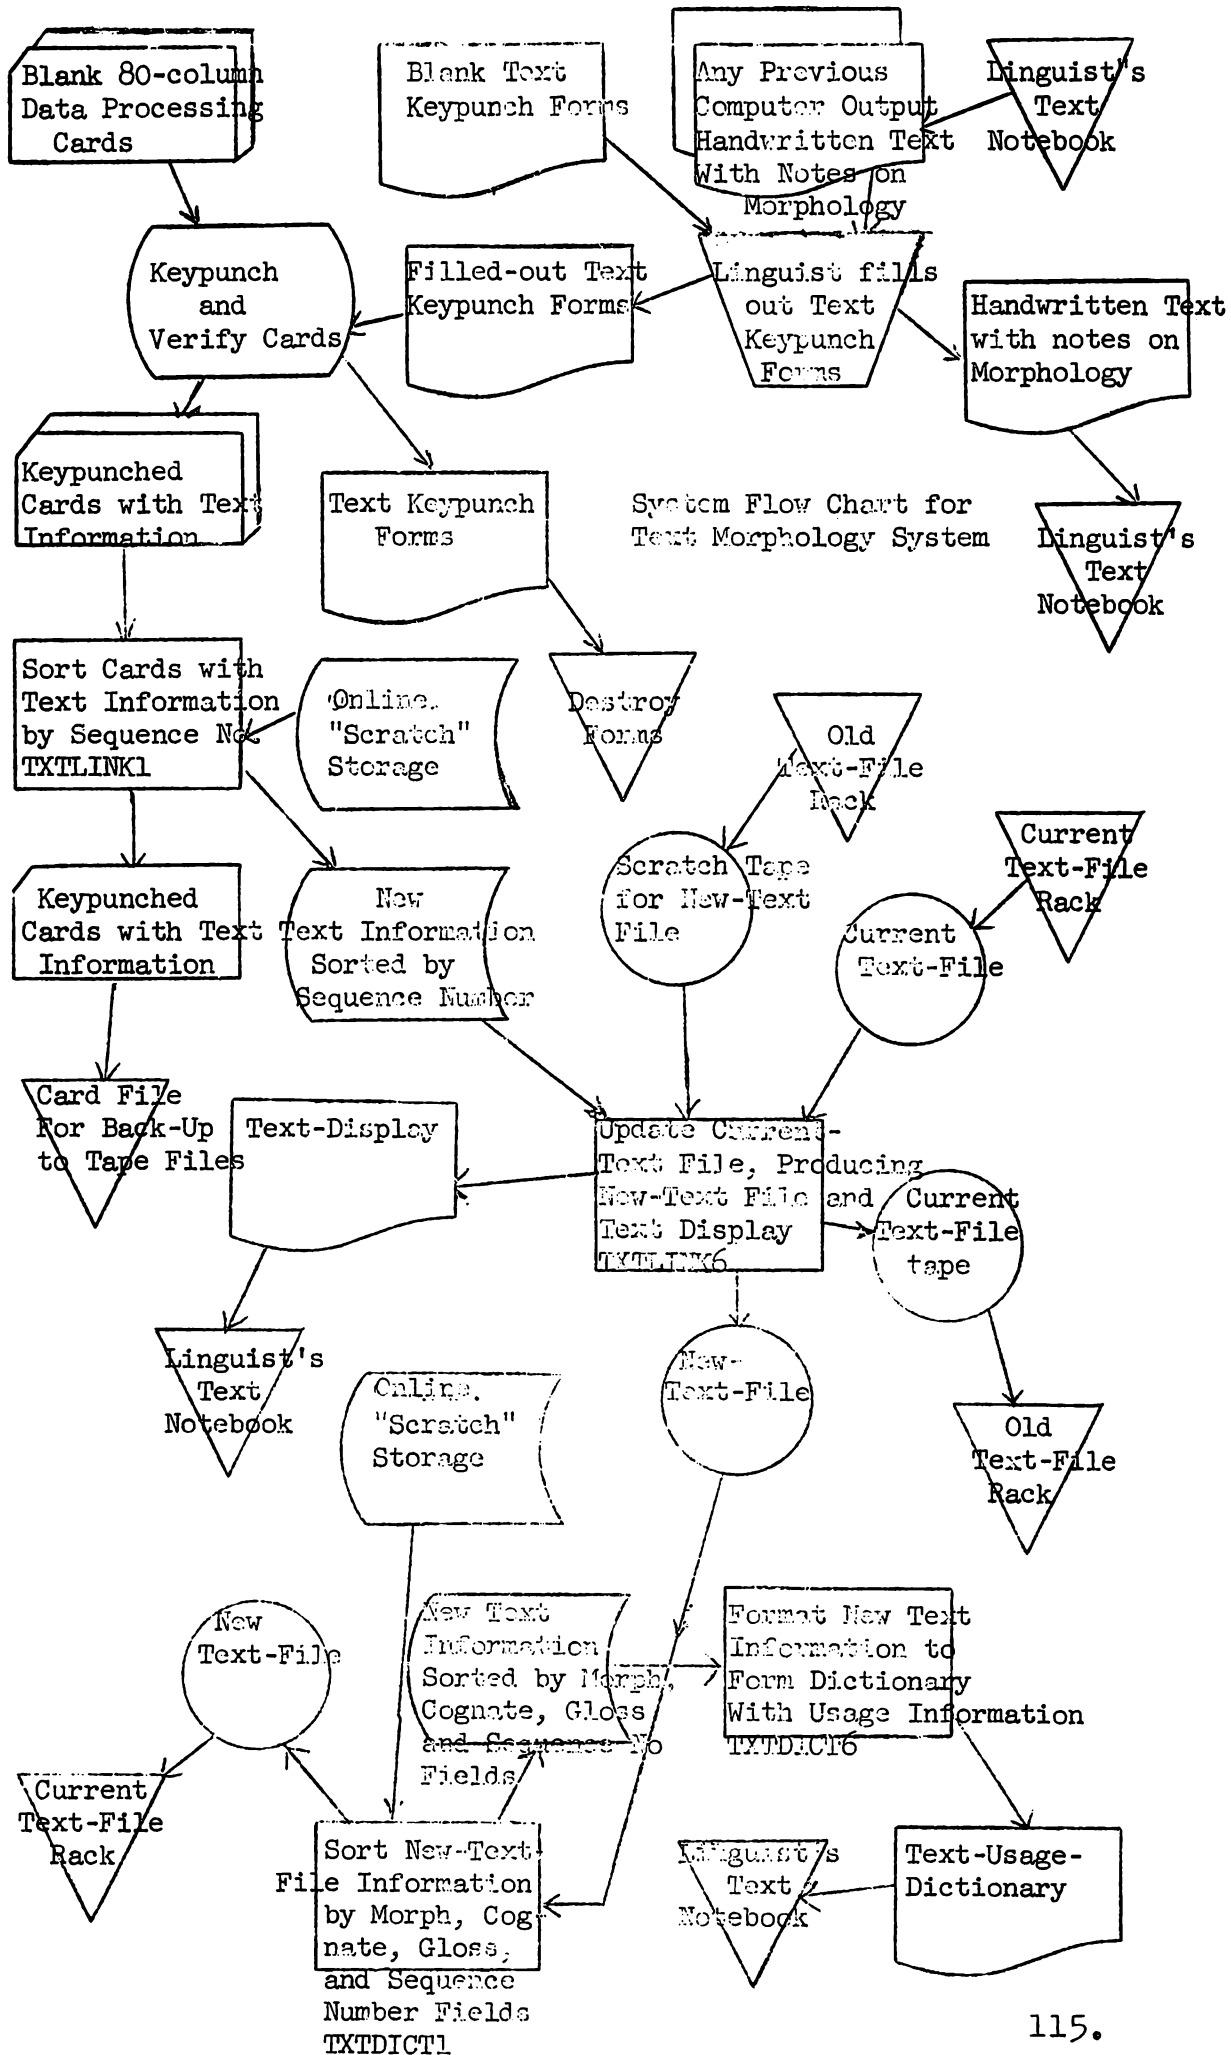 Blank 80-column
Data Processing
Cards
Blank Text
Keypunch Forms
Any Previous
Computer Output
Handwritten Text
With Notes on
Morphology
Linguist's
Text
Notebook
Keypunch
and
Verify Cards
Filled-out Text
Keypunch Forms
Linguist fills
out Text
Keypunch
Forms
Handwritten Text
with notes on
Morphology
Keypunched
Cards with Text
Information
Text Keypunch
Forms
System Flow Chart for
Text Morphology System
Linguist's
Text
Notebook
Sort Cards with
Text Information
by Sequence No.
TXTLINK1
Online
"Scratch"
Storage
Destroy
Forms
Old
Text-File
Rack
Current
Text-File
Rack
Keypunched
Cards with Text
Information
New
Text Information
Sorted by
Sequence Number
Scratch Tape
for New-Text
File
Current
Text-File
Card File
For Back-Up
to Tape Files
Text-Display
Update Current-
Text File, Producing
New-Text File and
Text Display
TXTLINK6
Current
Text-File
tape
Linguist's
Text
Notebook
Online
"Scratch"
Storage
New-
Text-File
Old
Text-File
Rack
New
Text-File
New Text
Information
Sorted by Morph,
Cognate, Gloss
and Sequence No
Fields
Format New Text
Information to
Form Dictionary
With Usage Information
TXTDICT6
Current
Text-File
Rack
Sort New-Text-
File Information
by Morph, Cog-
nate, Gloss,
and Sequence
Number Fields
TXTDICT1
Linguist's
Text
Notebook
Text-Usage-
Dictionary
115.